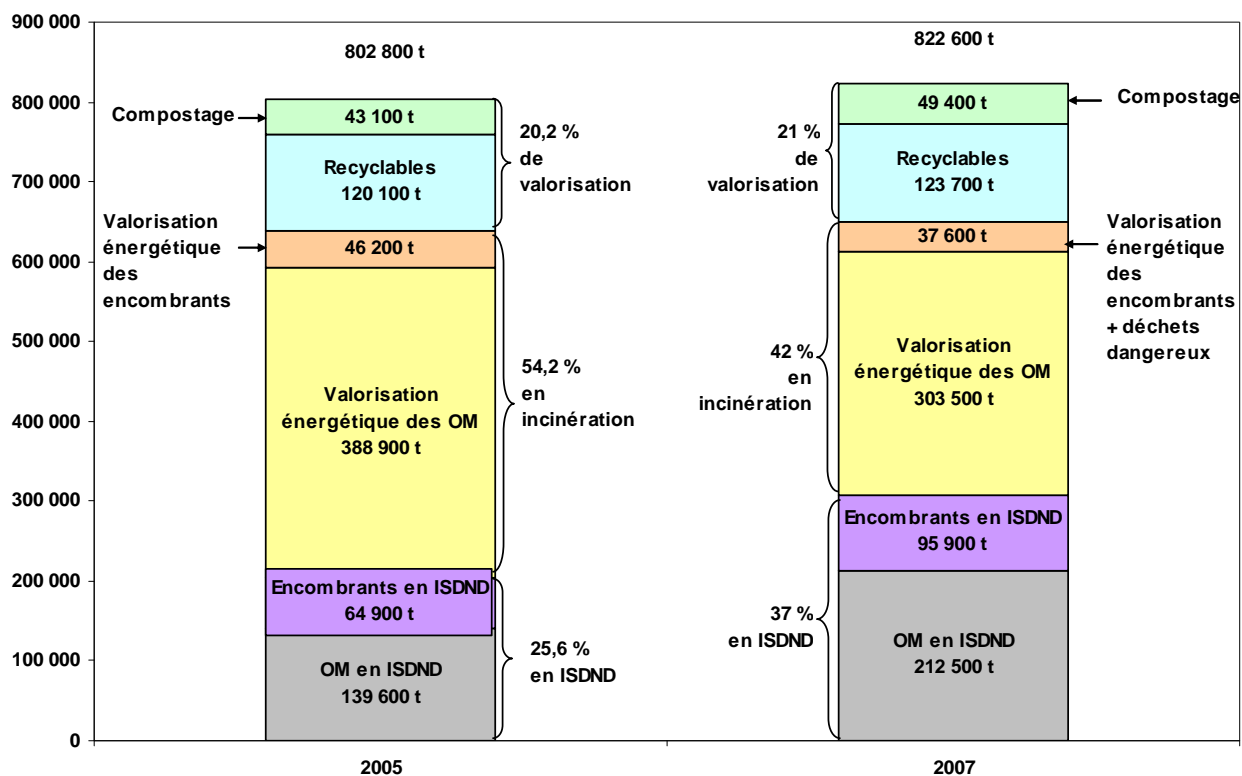 900 000
800 000
700 000
600 000
500 000
400 000
300 000
200 000
100 000
0
802 800 t
Compostage
43 100 t
Recyclables
120 100 t
20,2 %
de
valorisation
Valorisation
énergétique
des
encombrants
46 200 t
Valorisation
énergétique des OM
388 900 t
54,2 %
en
incinération
Encombrants en ISDND
64 900 t
OM en ISDND
139 600 t
25,6 %
en ISDND
2005
822 600 t
49 400 t
Compostage
21 %
de
valorisation
Recyclables
123 700 t
37 600 t
Valorisation
énergétique
des
encombrants
+ déchets
dangereux
42 %
en
incinération
Valorisation
énergétique des OM
303 500 t
Encombrants en ISDND
95 900 t
37 %
en ISDND
OM en ISDND
212 500 t
2007